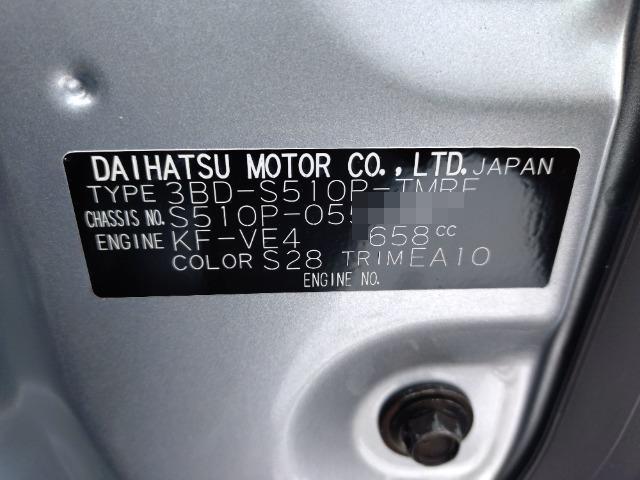 DAIHATSU MOTOR CO.,LTD. JAPAN
TYPE 3BD-S510P-
CHASSIS NO. S510P-05
ENGINE KF-VE4 658cc
COLOR S28 TRIM EA10
ENGINE NO.